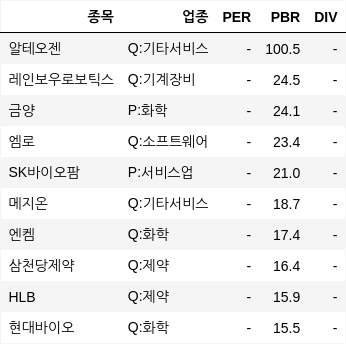 종목 업종 PER PBR DIV
알테오젠 Q:기타서비스 - 100.5 -
레인보우로보틱스 Q:기계장비 - 24.5 -
금양 P:화학 - 24.1 -
엠로 Q:소프트웨어 - 23.4 -
SK바이오팜 P:서비스업 - 21.0 -
메지온 Q:기타서비스 - 18.7 -
엔켐 Q:화학 - 17.4 -
삼천당제약 Q:제약 - 16.4 -
HLB Q:제약 - 15.9 -
현대바이오 Q:화학 - 15.5 -